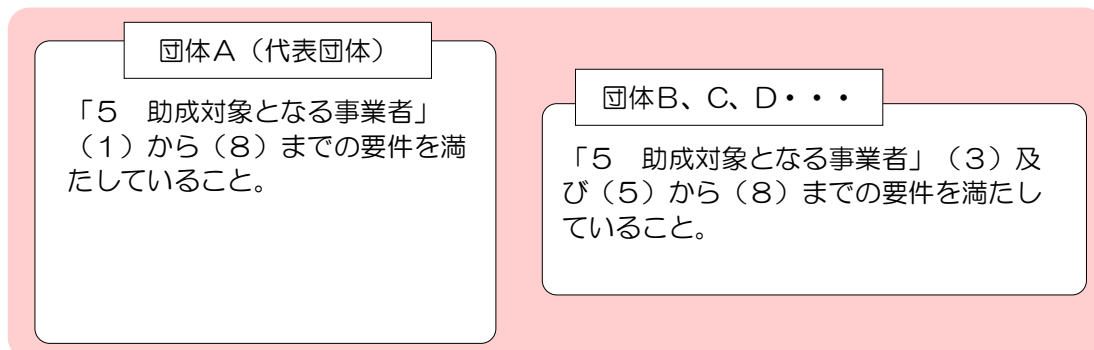 団体A（代表団体）
「５　助成対象となる事業者」
（１）から（８）までの要件を満
たしていること。
団体B、C、D・・・
「５　助成対象となる事業者」（３）及
び（５）から（８）までの要件を満たし
ていること。